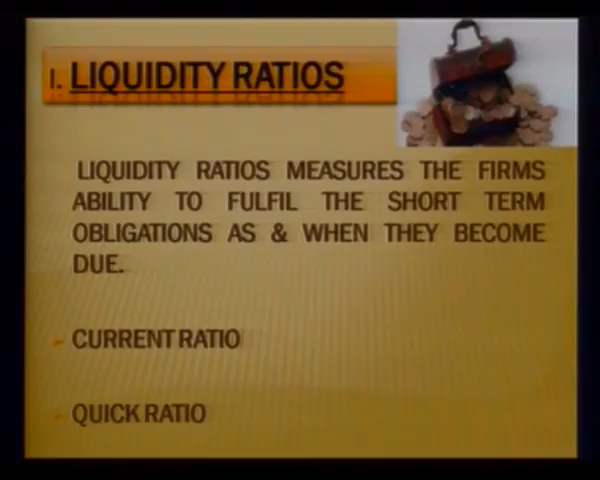 I. LIQUIDITY RATIOS
LIQUIDITY RATIOS MEASURES THE FIRMS
ABILITY TO FULFIL THE SHORT TERM
OBLIGATIONS AS & WHEN THEY BECOME
DUE.
CURRENT RATIO
QUICK RATIO